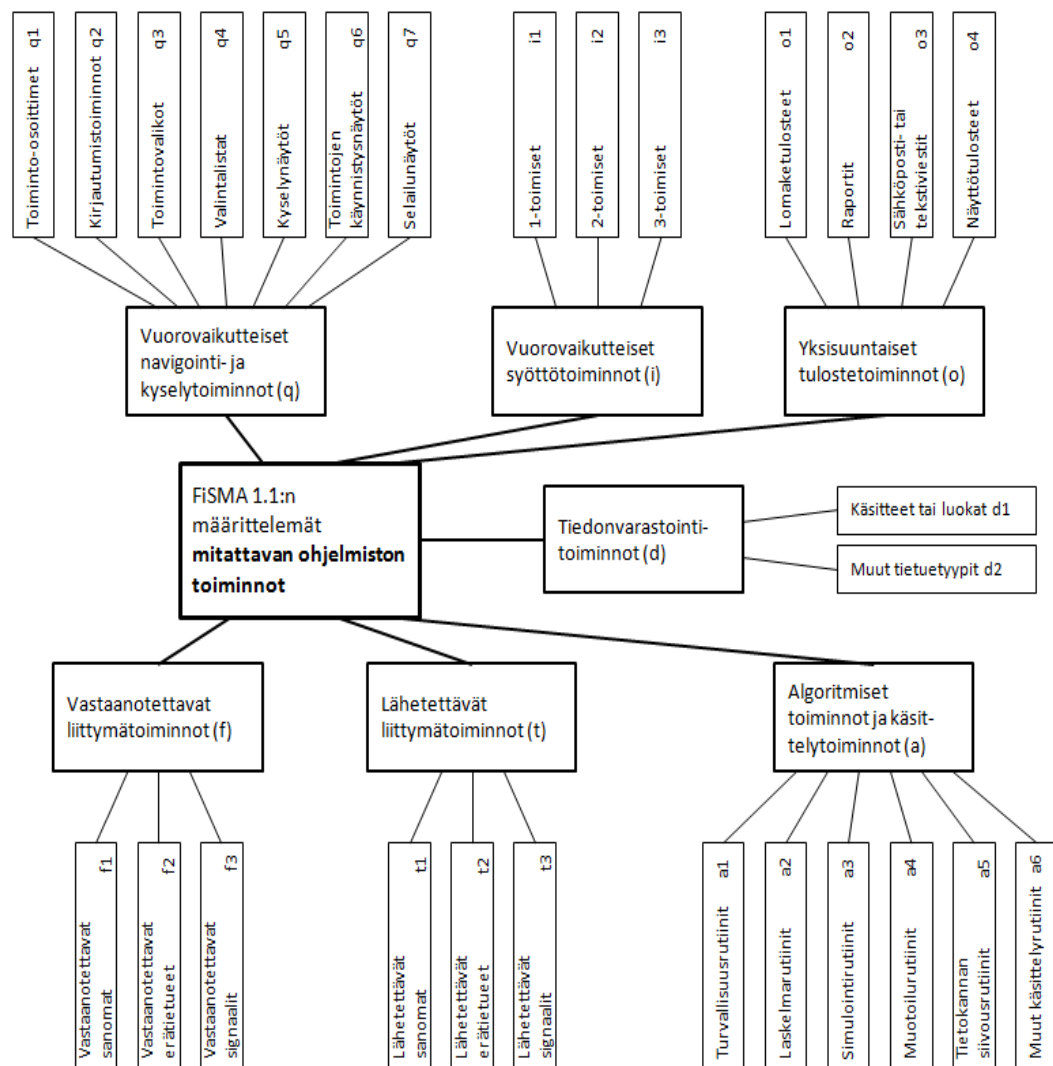 Toiminto-osoittimet q1
Kirjautumistoiminnot q2
Toimintovalikot q3
Valintalistat q4
Kyselynäytöt q5
Toimintojen
käynnistysnäytöt q6
Selailunäytöt q7
1-toimiset i1
2-toimiset i2
3-toimiset i3
Lomaketulosteet o1
Raportit o2
Sähköposti- tai
tekstiviestit o3
Näyttötulosteet o4
Vuorovaikutteiset
navigointi- ja
kyselytoiminnot (q)
Vuorovaikutteiset
syöttötoiminnot (i)
Yksisuuntaiset
tulostetoiminnot (o)
FiSMA 1.1:n
määrittelemät
mitattavan ohjelmiston
toiminnot
Tiedonvarastointi-
toiminnot (d)
Käsitteet tai luokat d1
Muut tietuetyypit d2
Vastaanotettavat
liittymätoiminnot (f)
Lähetettävät
liittymätoiminnot (t)
Algoritmiset
toiminnot ja käsit-
telytoiminnot (a)
Vastaanotettavat
sanomat f1
Vastaanotettavat
erätietueet f2
Vastaanotettavat
signaalit f3
Lähetettävät
sanomat t1
Lähetettävät
erätietueet t2
Lähetettävät
signaalit t3
Turvallisuusrutiinit a1
Laskelmarutiinit a2
Simulointirutiinit a3
Muotoilurutiinit a4
Tietokannan
siivousrutiinit a5
Muut käsittelyrutiinit a6